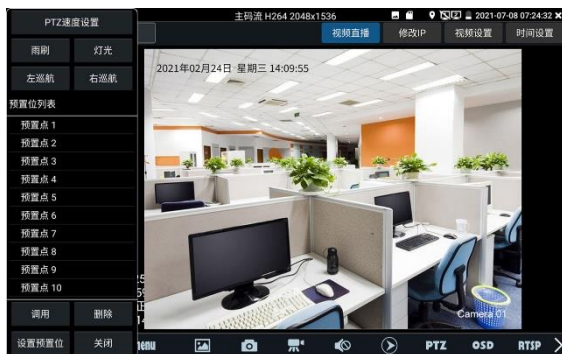 PTZ速度设置
主码流 H264 2048x1536
2021-07-08 07:24:32
雨刷 灯光
视频直播 修改IP 视频设置 时间设置
左巡航 右巡航
2021年02月24日 星期三 14:09:55
预置位列表
预置点 1
预置点 2
预置点 3
预置点 4
预置点 5
预置点 6
预置点 7
预置点 8
预置点 9
预置点 10
Camera 01
调用 删除
设置预置位 关闭
PTZ OSD RTSP